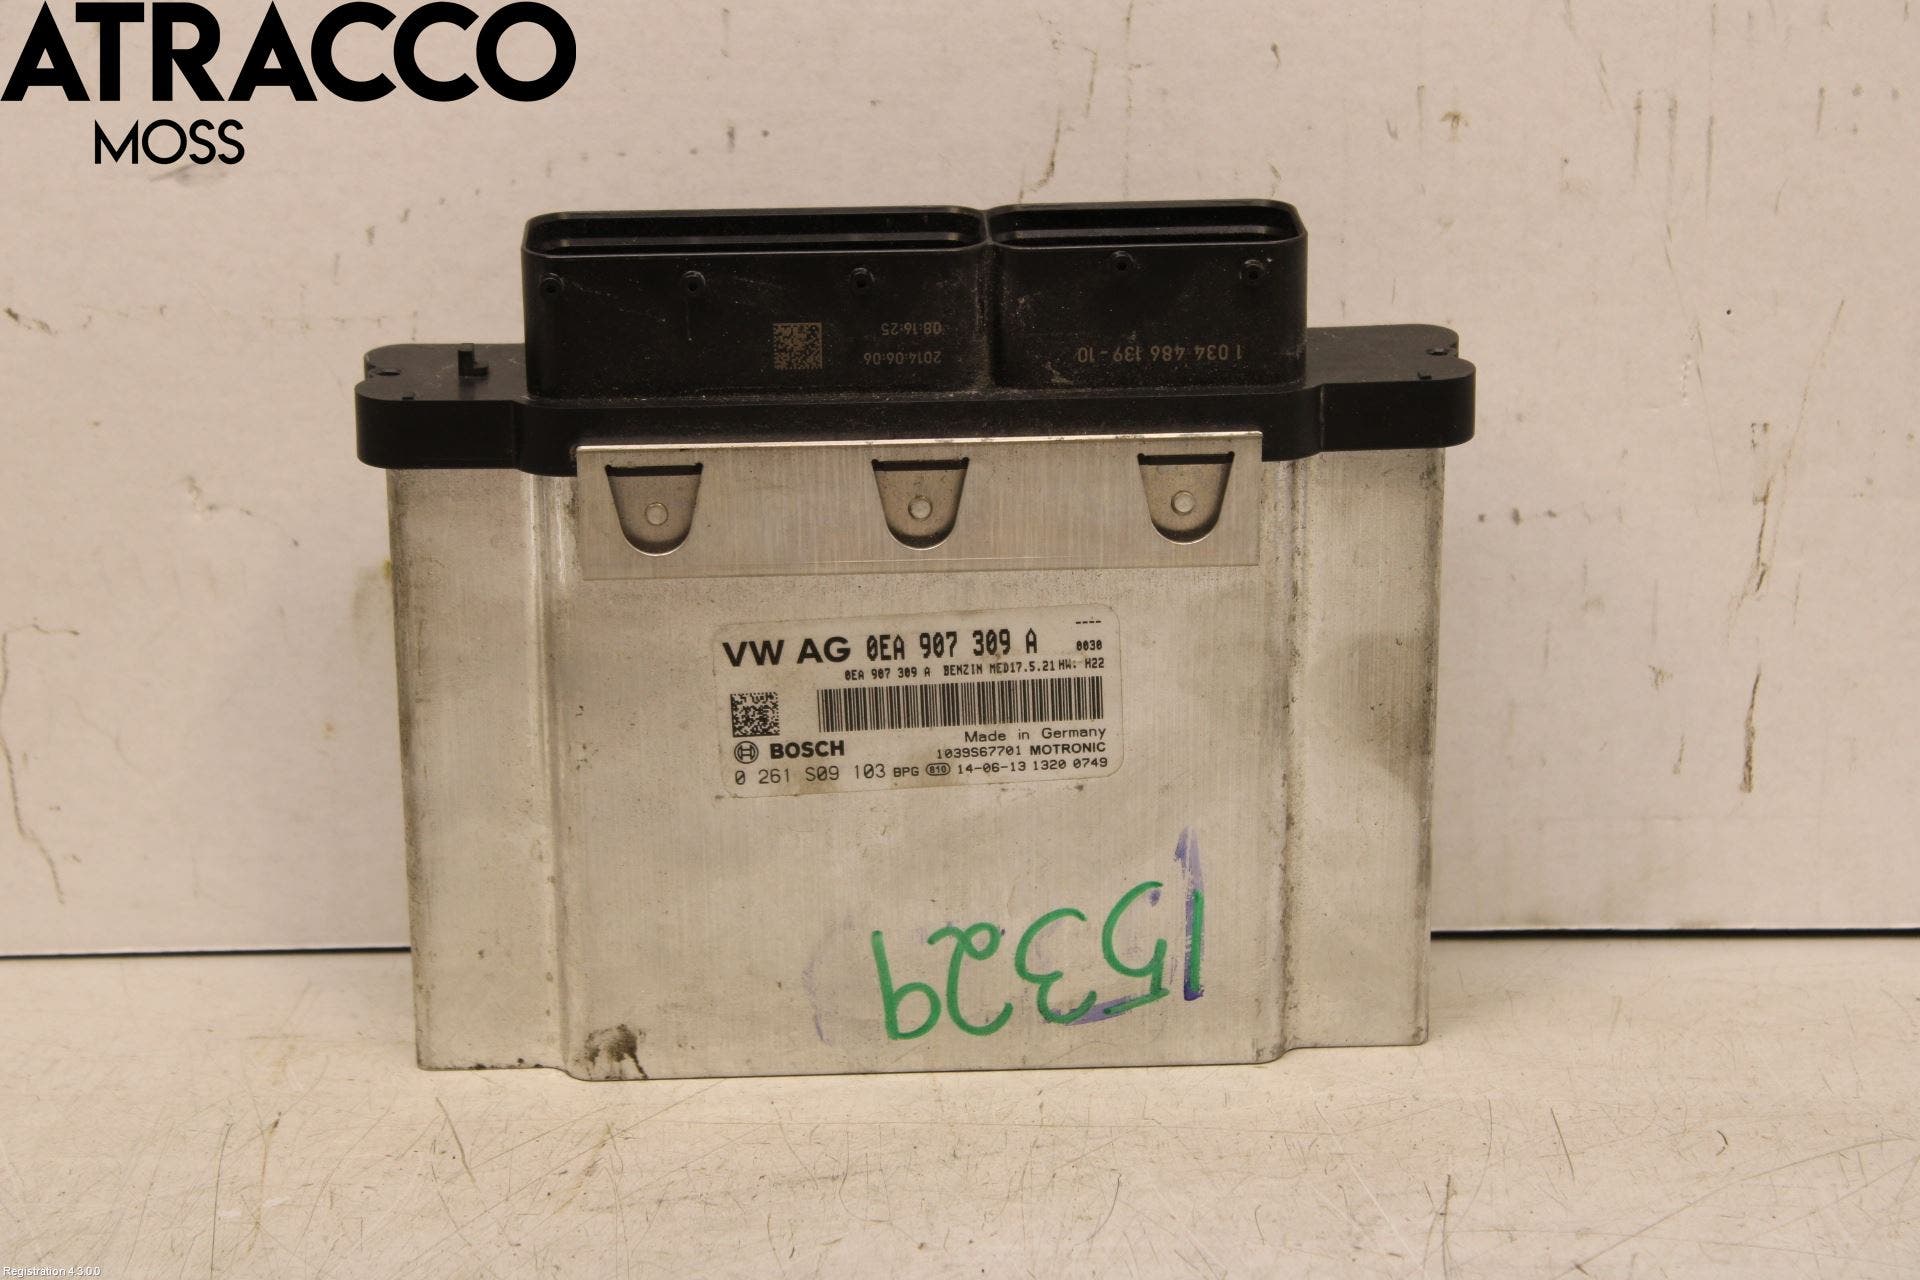 ATRACCO
MOSS
08:16:25
2014:06:06
1 034 486 139-10
----
VW AG 0EA 907 309 A 0030
0EA 907 309 A BENZIN MED17.5.21 HW: H22
Made in Germany
BOSCH 1039S67701 MOTRONIC
0 261 S09 103 BPG 810 14-06-13 1320 0749
15329
Registration 4.3.0.0